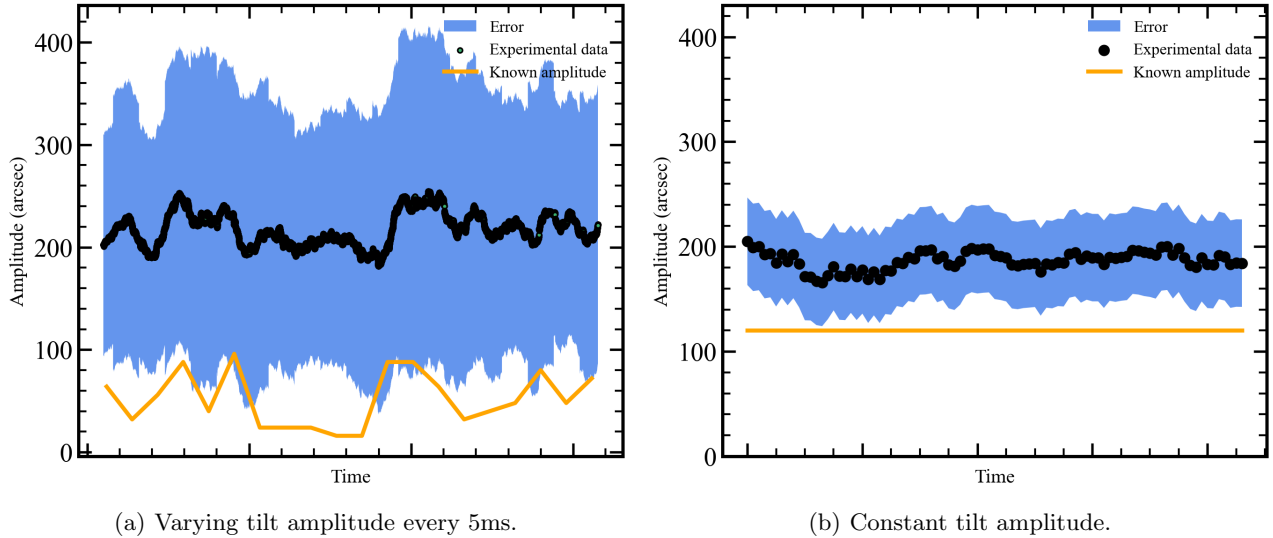 400
300
200
100
0
Amplitude (arcsec)
Time
Error
Experimental data
Known amplitude
(a) Varying tilt amplitude every 5ms.
400
300
200
100
0
Amplitude (arcsec)
Time
Error
Experimental data
Known amplitude
(b) Constant tilt amplitude.